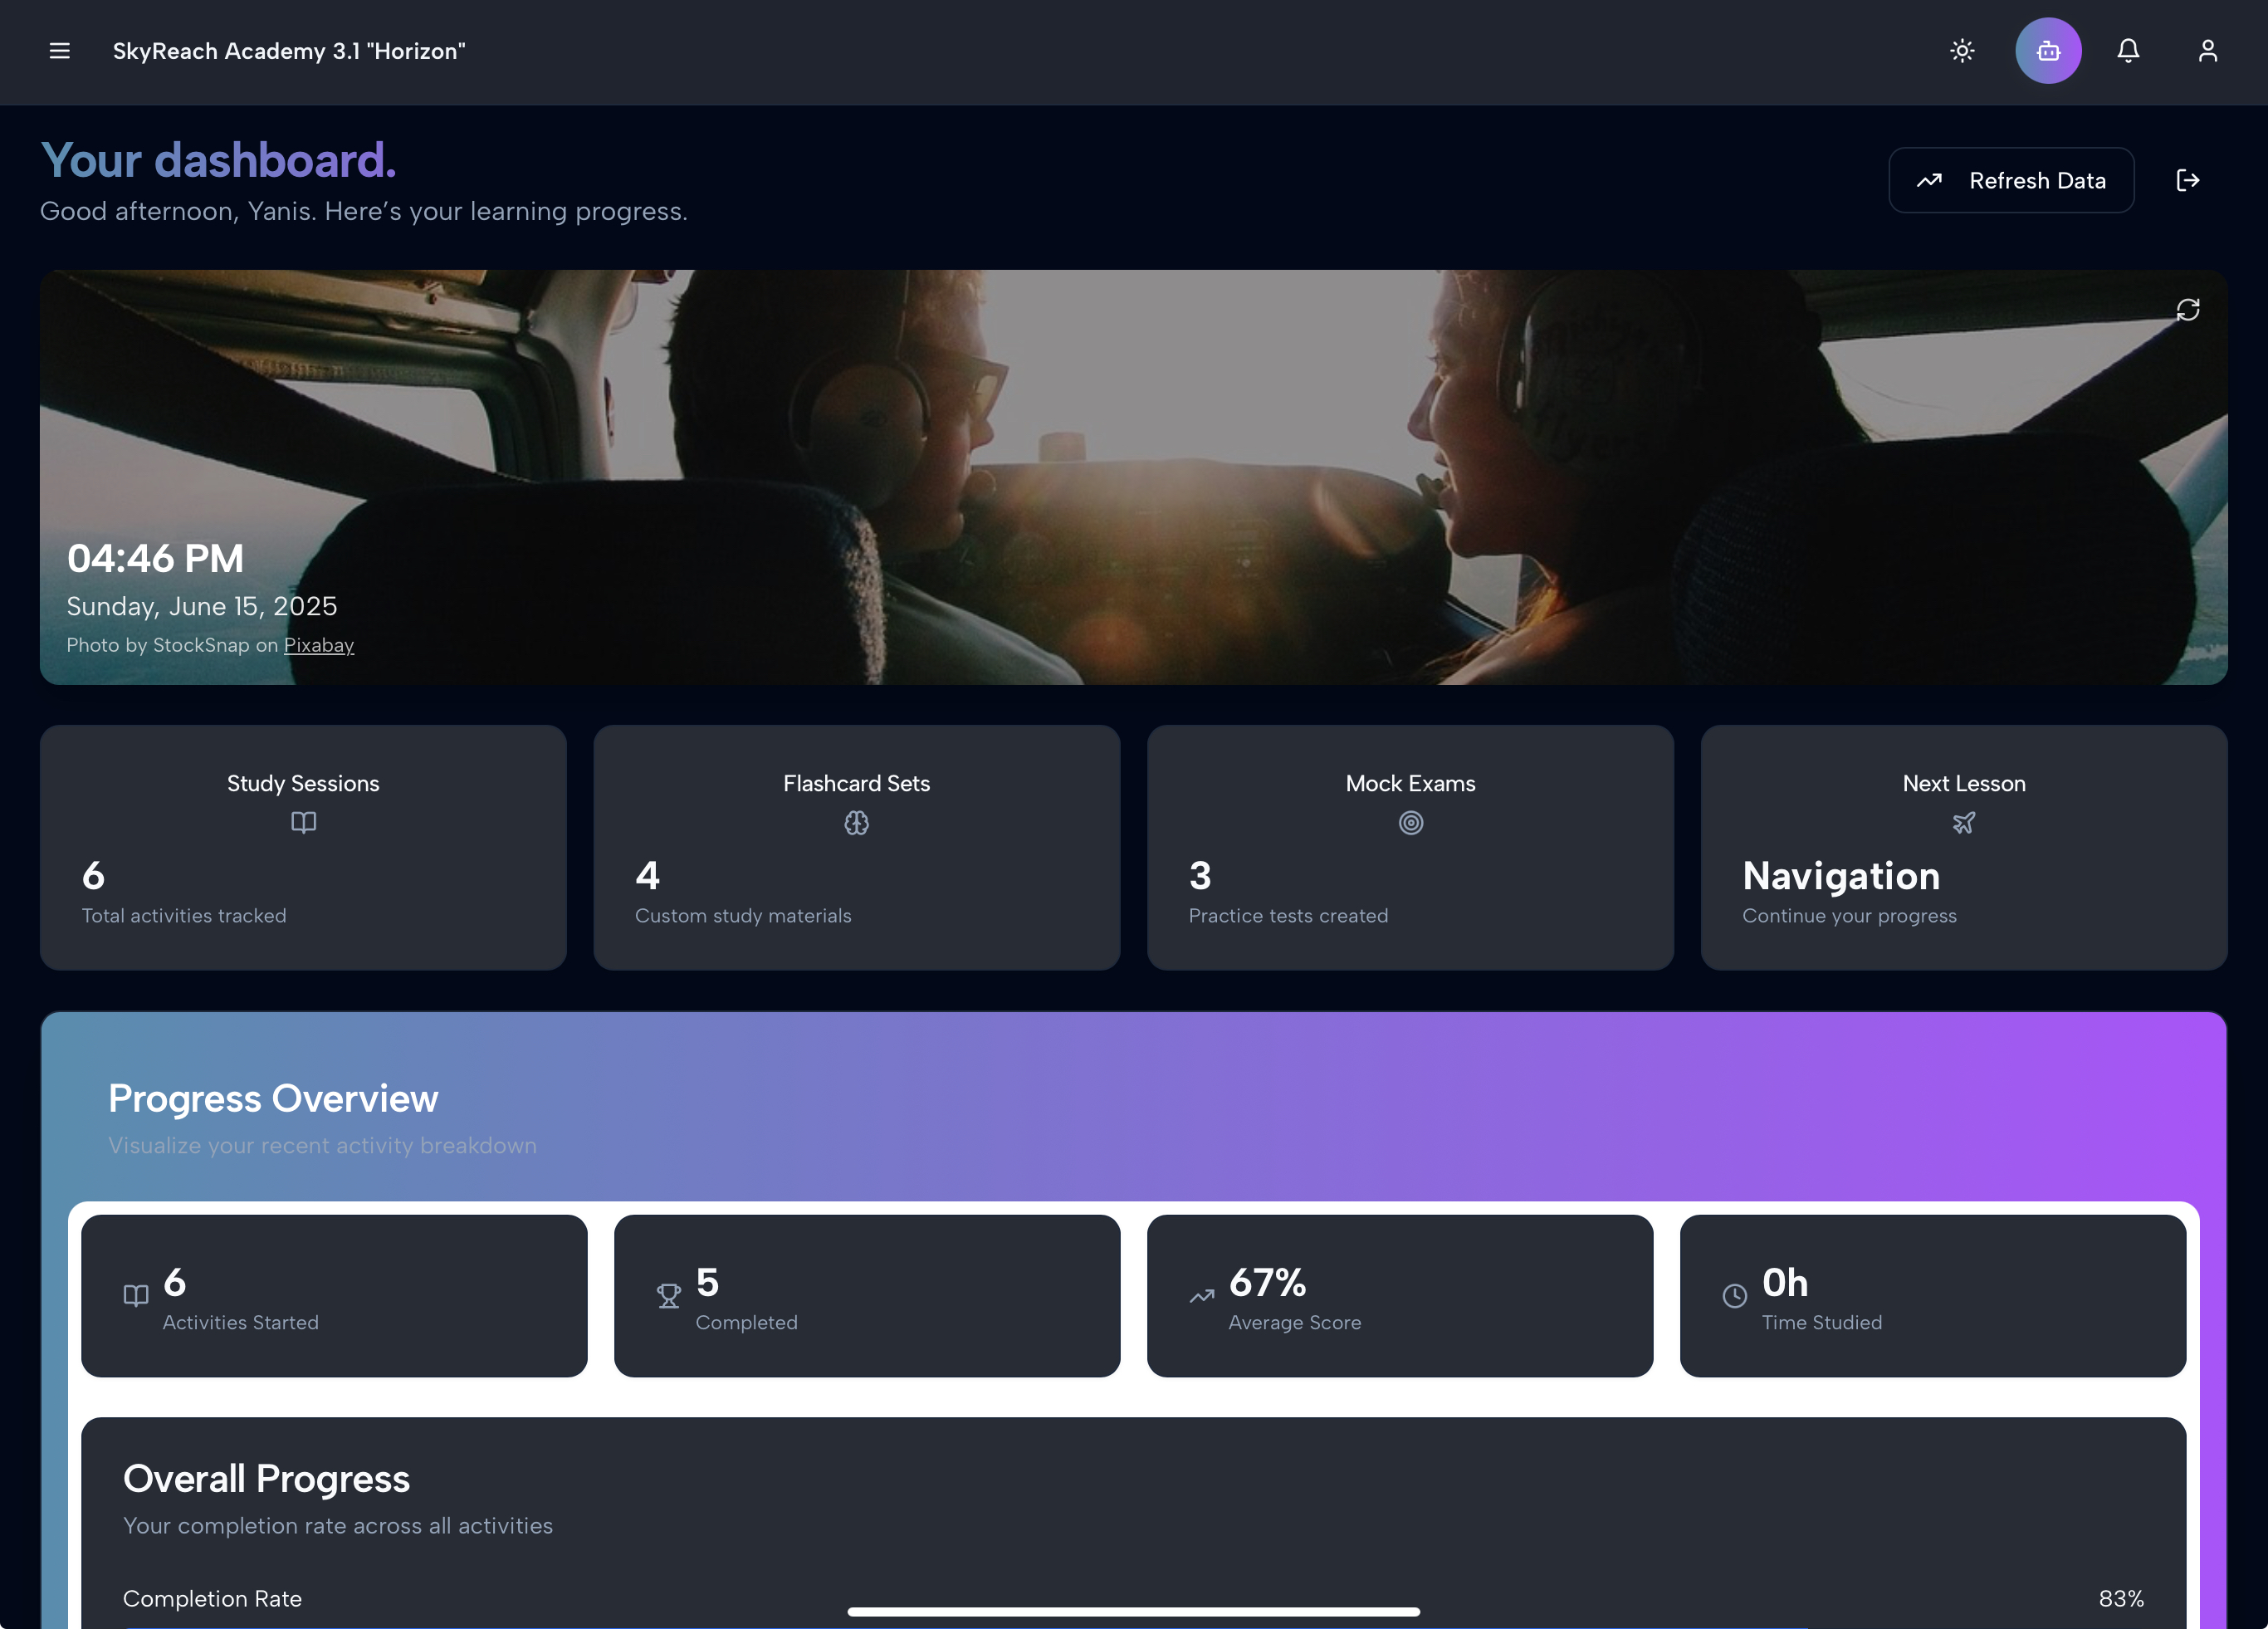 SkyReach Academy 3.1 "Horizon"
Your dashboard.
Refresh Data
Good afternoon, Yanis. Here's your learning progress.
04:46 PM
Sunday, June 15, 2025
Photo by StockSnap on Pixabay
Study Sessions
6
Total activities tracked
Flashcard Sets
4
Custom study materials
Mock Exams
3
Practice tests created
Next Lesson
Navigation
Continue your progress
Progress Overview
Visualize your recent activity breakdown
6
Activities Started
5
Completed
67%
Average Score
0h
Time Studied
Overall Progress
Your completion rate across all activities
Completion Rate
83%